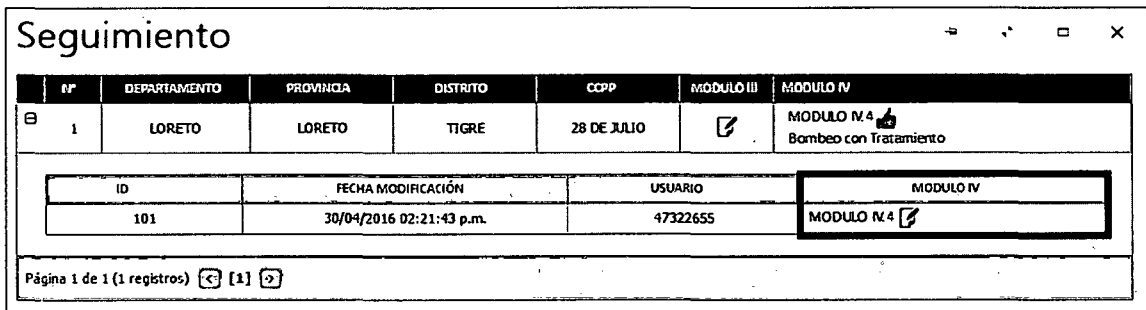 Seguimiento
Nº DEPARTAMENTO PROVINCIA DISTRITO CCPP MODULO III MODULO IV
1 LORETO LORETO TIGRE 28 DE JULIO MODULO IV.4
Bombeo con Tratamiento
ID FECHA MODIFICACIÓN USUARIO MODULO IV
101 30/04/2016 02:21:43 p.m. 47322655 MODULO IV.4
Página 1 de 1 (1 registros) [1]